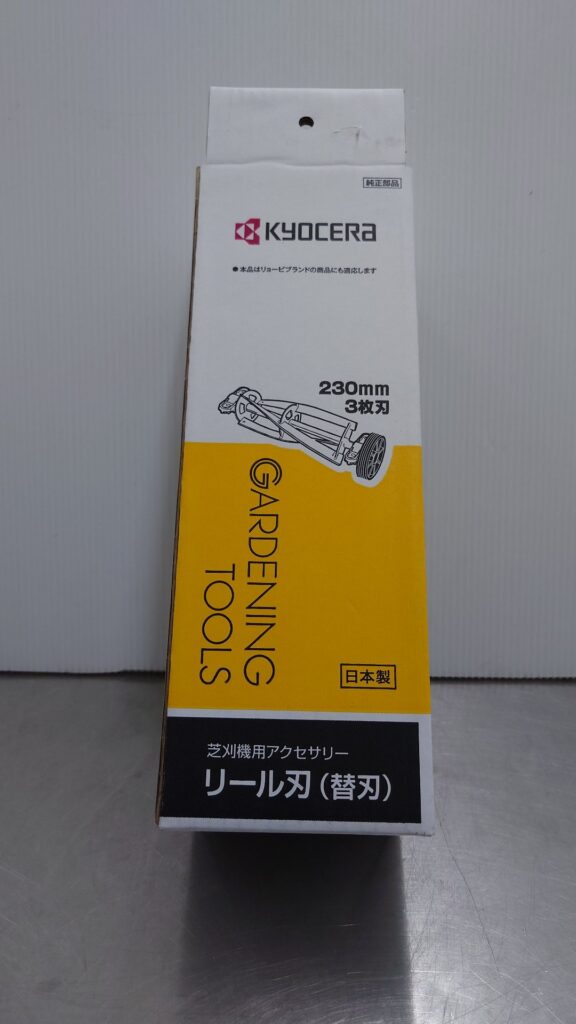 純正部品
KYOCERA
●本品はリョービブランドの商品にも適応します
230mm
3枚刃
GARDENING
TOOLS
日本製
芝刈機用アクセサリー
リール刃（替刃）